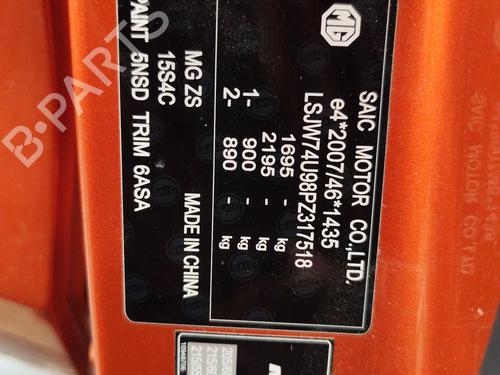 MG
SAIC MOTOR CO.,LTD.
e4*2007/46*1435
LSJW74U98PZ317518
1695 kg
2195 kg
1- 900 kg
2- 890 kg
MG ZS
15S4C MADE IN CHINA
PAINT 5NSD TRIM 6ASA
B-PARTS